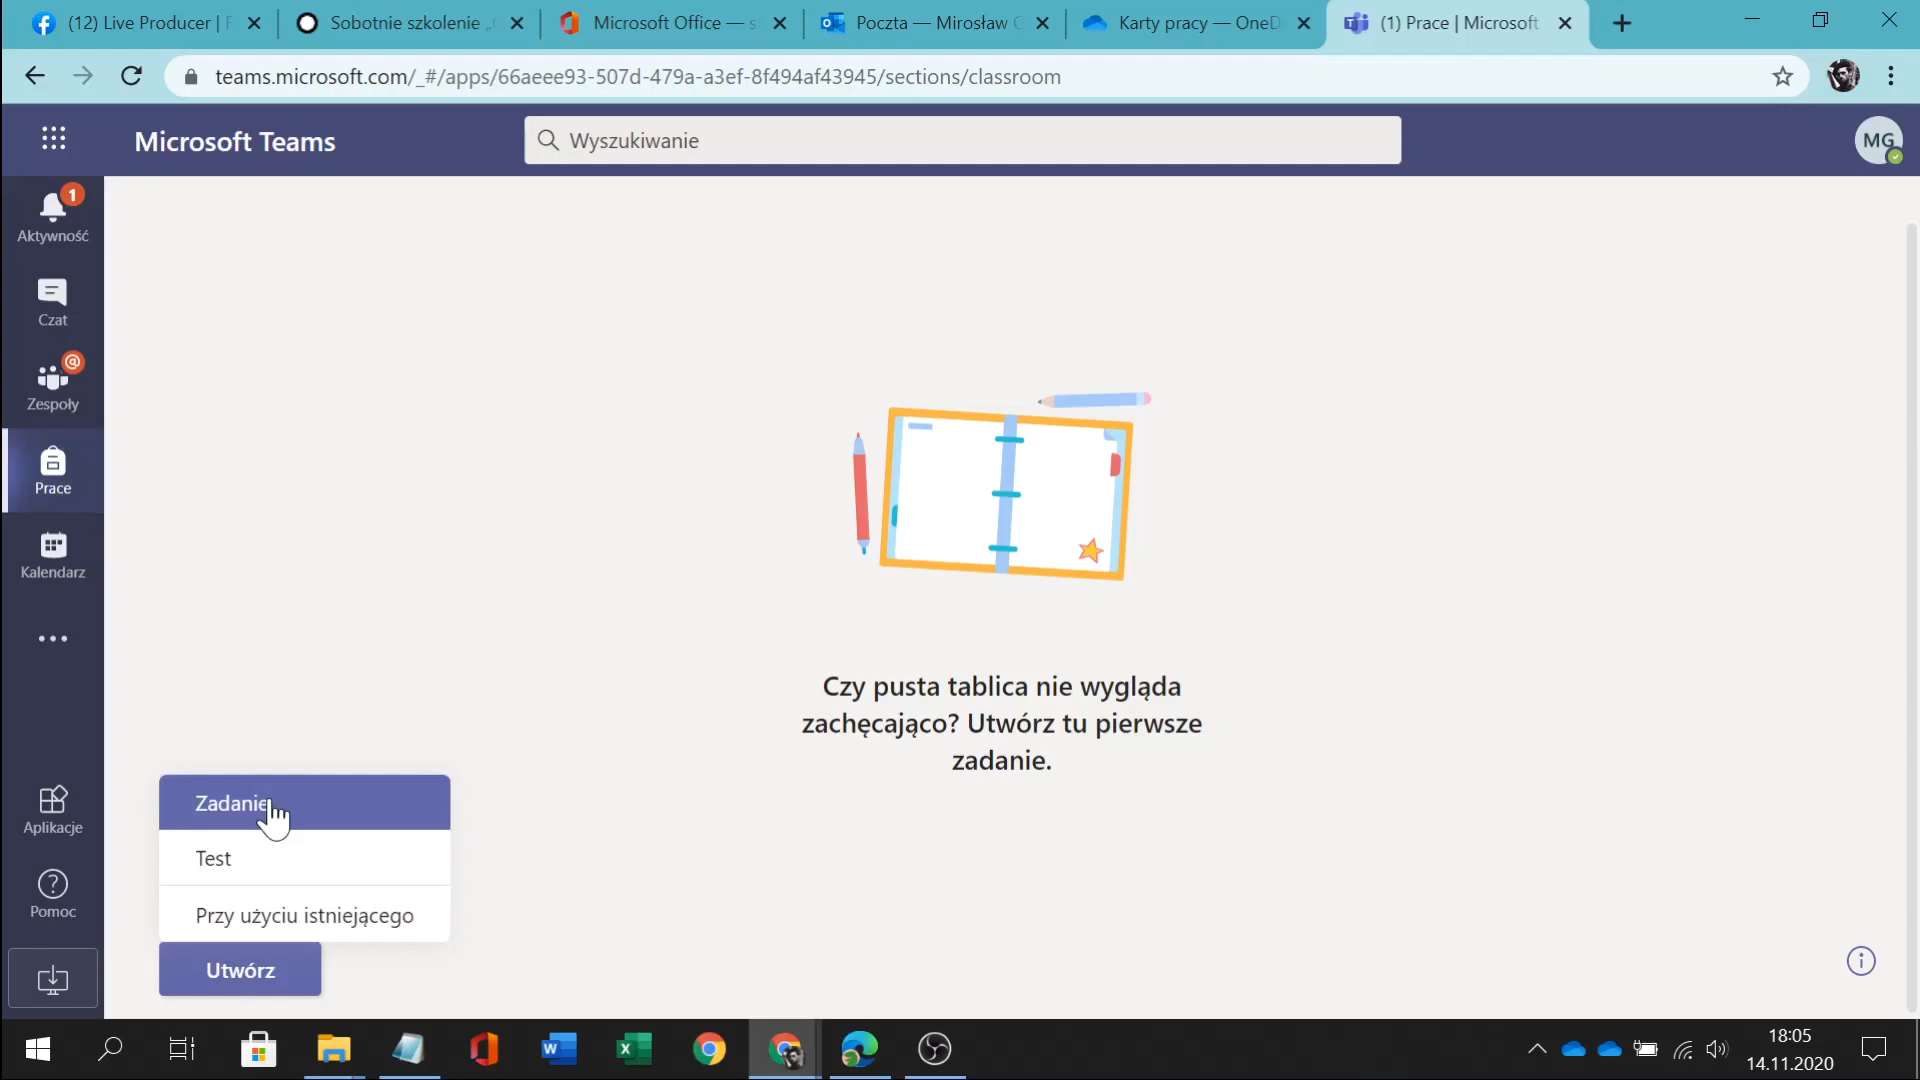 (12) Live Producer |
Sobotnie szkolenie
Microsoft Office —
Poczta — Mirosław
Karty pracy — OneD
(1) Prace | Microsoft
teams.microsoft.com/_#/apps/66aeee93-507d-479a-a3ef-8f494af43945/sections/classroom
Microsoft Teams
Wyszukiwanie
MG
1
Aktywność
Czat
@
Zespoły
Prace
Kalendarz
Czy pusta tablica nie wygląda
zachęcająco? Utwórz tu pierwsze
zadanie.
Zadanie
Test
Przy użyciu istniejącego
Utwórz
Aplikacje
Pomoc
18:05
14.11.2020